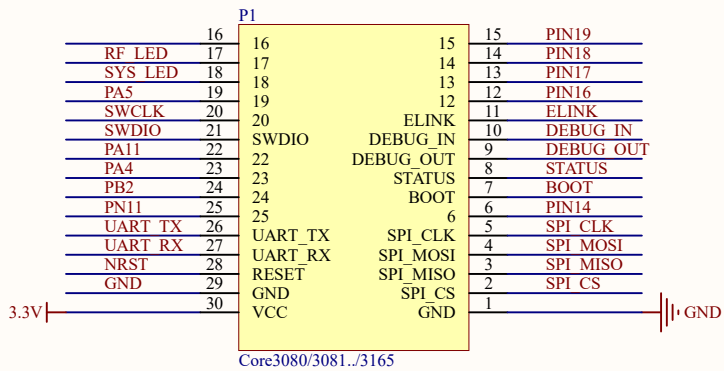 P1
16 16 15 15 PIN19
RF_LED 17 17 14 14 PIN18
SYS_LED 18 18 13 13 PIN17
PA5 19 19 12 12 PIN16
SWCLK 20 20 ELINK 11 ELINK
SWDIO 21 SWDIO DEBUG_IN 10 DEBUG_IN
PA11 22 22 DEBUG_OUT 9 DEBUG_OUT
PA4 23 23 STATUS 8 STATUS
PB2 24 24 BOOT 7 BOOT
PN11 25 25 6 6 PIN14
UART_TX 26 UART_TX SPI_CLK 5 SPI_CLK
UART_RX 27 UART_RX SPI_MOSI 4 SPI_MOSI
NRST 28 RESET SPI_MISO 3 SPI_MISO
GND 29 GND SPI_CS 2 SPI_CS
3.3V 30 VCC GND 1 GND
Core3080/3081../3165